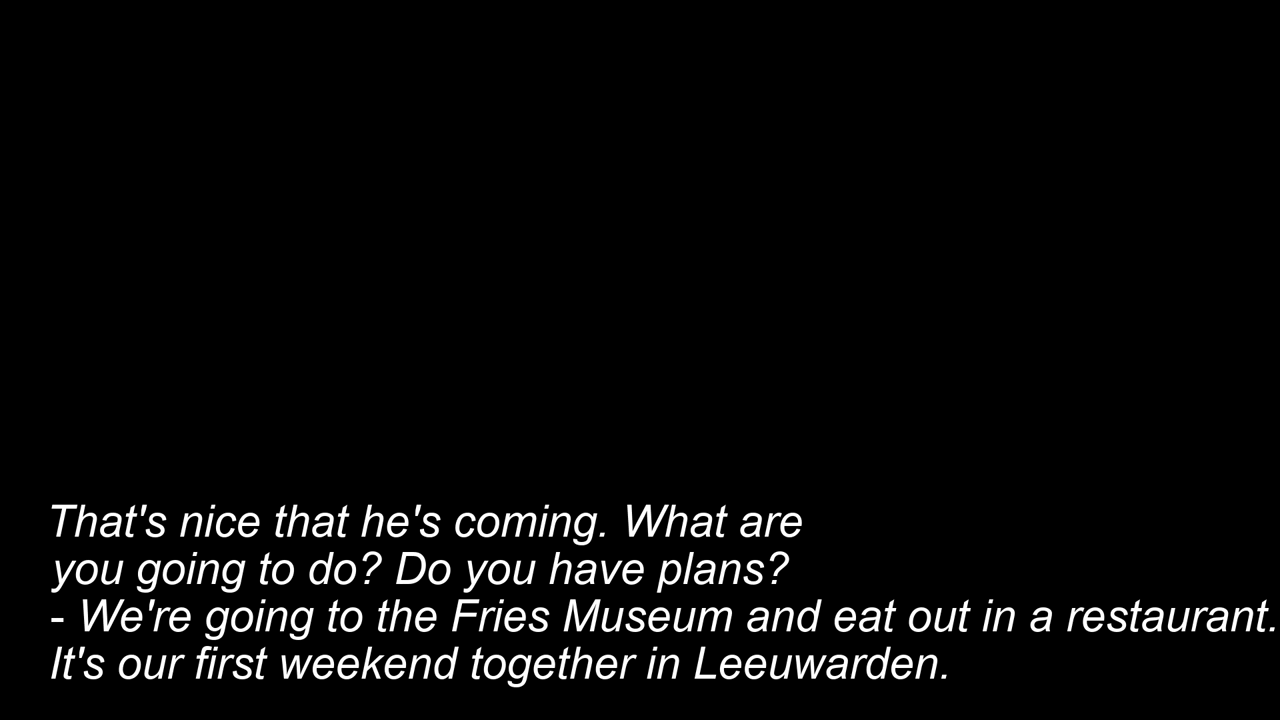 That's nice that he's coming. What are
you going to do? Do you have plans?
- We're going to the Fries Museum and eat out in a restaurant.
It's our first weekend together in Leeuwarden.